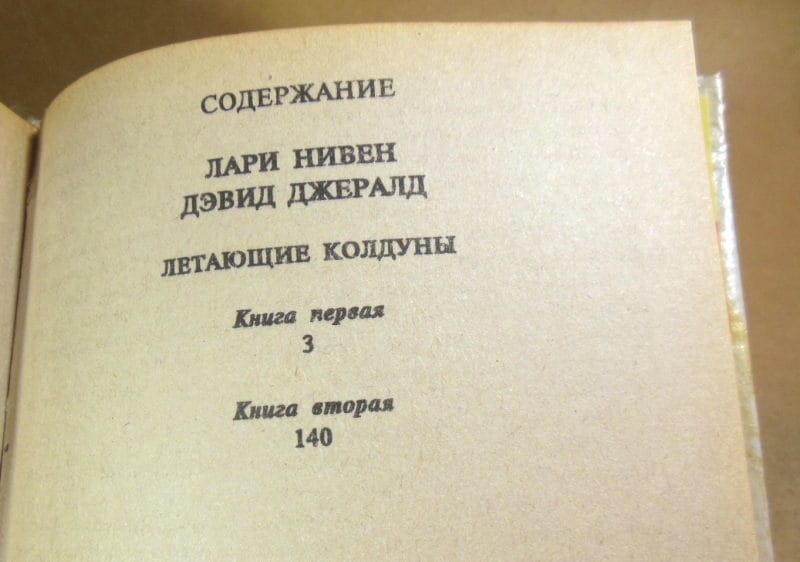 СОДЕРЖАНИЕ
ЛАРИ НИВЕН
ДЭВИД ДЖЕРАЛД
ЛЕТАЮЩИЕ КОЛДУНЫ
Книга первая
3
Книга вторая
140